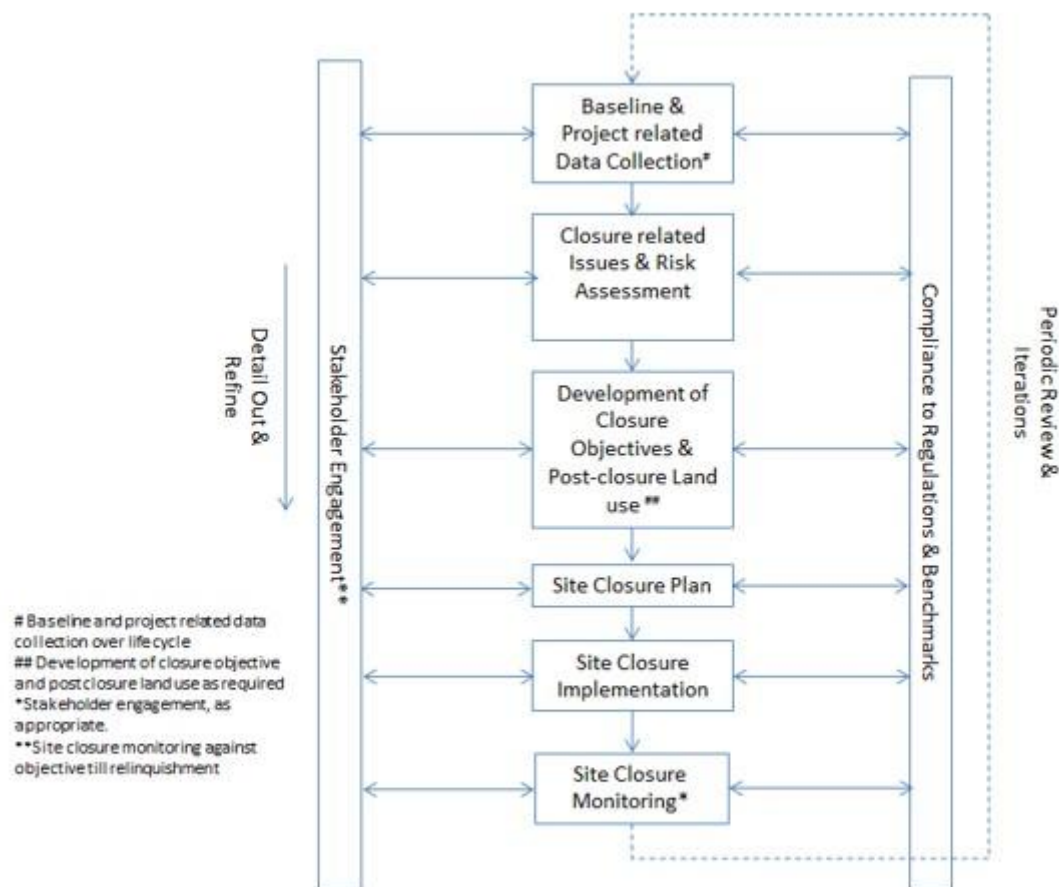 Baseline &
Project related
Data Collection#
Closure related
Issues & Risk
Assessment
Development of
Closure
Objectives &
Post-closure Land
use ##
Site Closure Plan
Site Closure
Implementation
Site Closure
Monitoring*
Detail Out &
Refine
Stakeholder Engagement**
Compliance to Regulations & Benchmarks
Periodic Review &
Iterations
# Baseline and project related data
collection over life cycle
## Development of closure objective
and post closure land use as required
*Stakeholder engagement, as
appropriate.
**Site closure monitoring against
objective till relinquishment